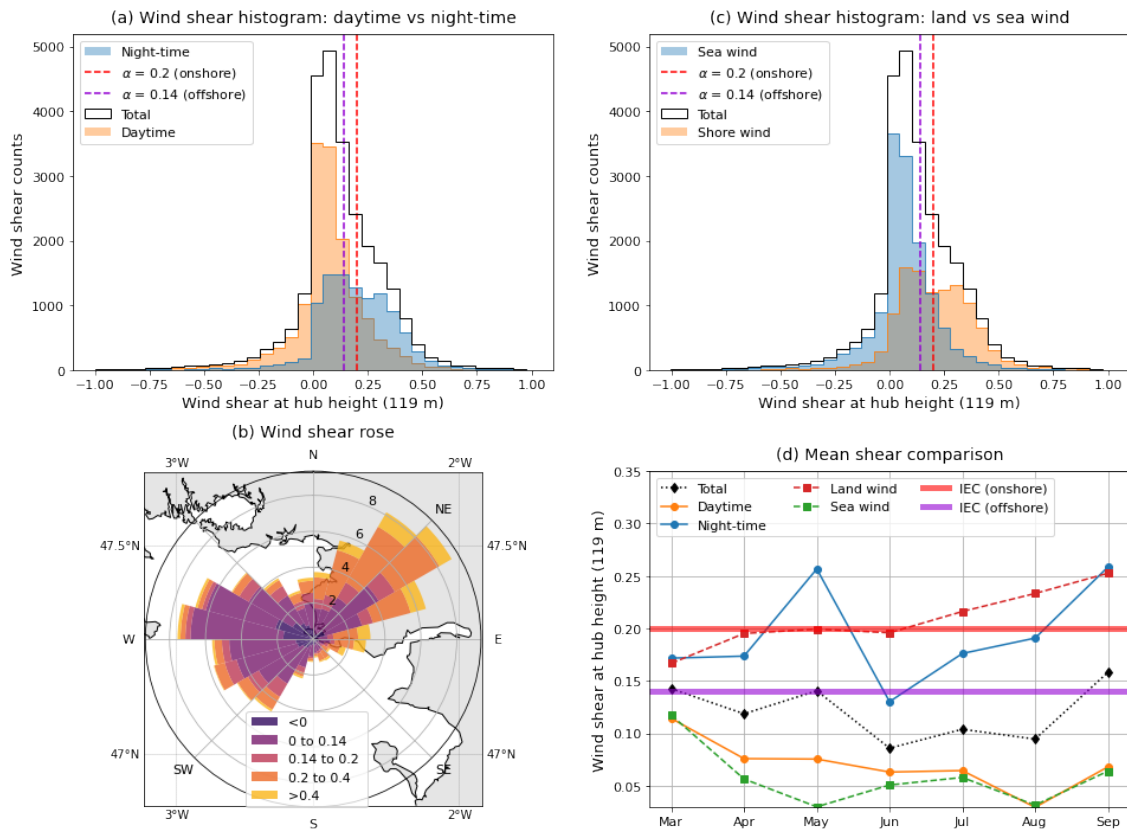 (a) Wind shear histogram: daytime vs night-time
Wind shear counts
5000
4000
3000
2000
1000
0
Night-time
α = 0.2 (onshore)
α = 0.14 (offshore)
Total
Daytime
-1.00 -0.75 -0.50 -0.25 0.00 0.25 0.50 0.75 1.00
Wind shear at hub height (119 m)
(c) Wind shear histogram: land vs sea wind
Wind shear counts
5000
4000
3000
2000
1000
0
Sea wind
α = 0.2 (onshore)
α = 0.14 (offshore)
Total
Shore wind
−1.00 −0.75 −0.50 −0.25 0.00 0.25 0.50 0.75 1.00
Wind shear at hub height (119 m)
(b) Wind shear rose
3°W N 2°W
8
NE
6
47.5°N 47.5°N
4
2
W E
<0
0 to 0.14
0.14 to 0.2
0.2 to 0.4
>0.4
47°N 47°N
SW SE
3°W S 2°W
(d) Mean shear comparison
Wind shear at hub height (119 m)
0.35
0.30
0.25
0.20
0.15
0.10
0.05
Total
Daytime
Night-time
Land wind
Sea wind
IEC (onshore)
IEC (offshore)
Mar Apr May Jun Jul Aug Sep